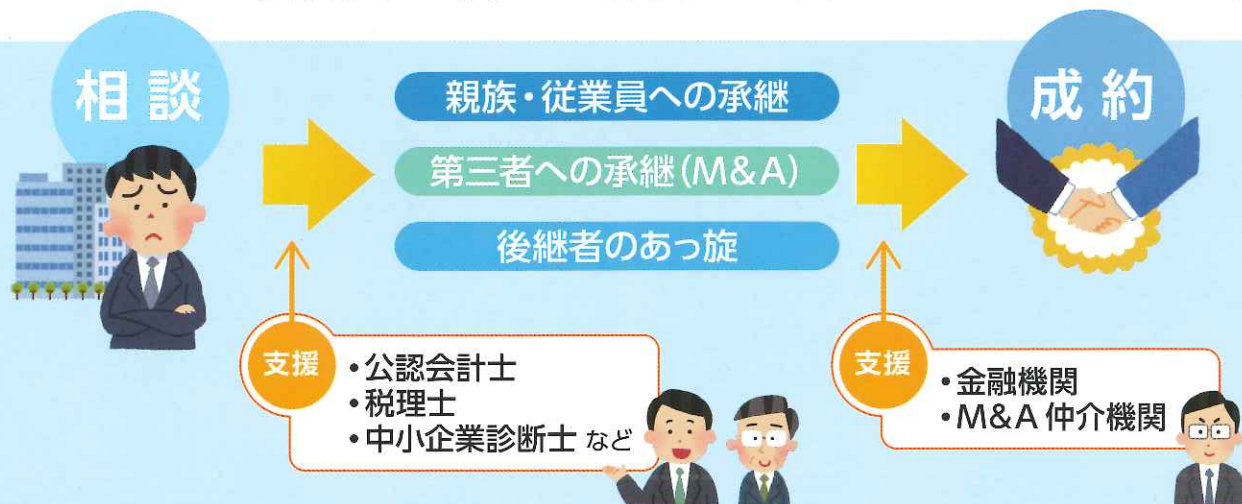 相談
親族・従業員への承継
第三者への承継(M&A)
後継者のあっ旋
成約
支援
・公認会計士
・税理士
・中小企業診断士 など
支援
・金融機関
・M&A 仲介機関